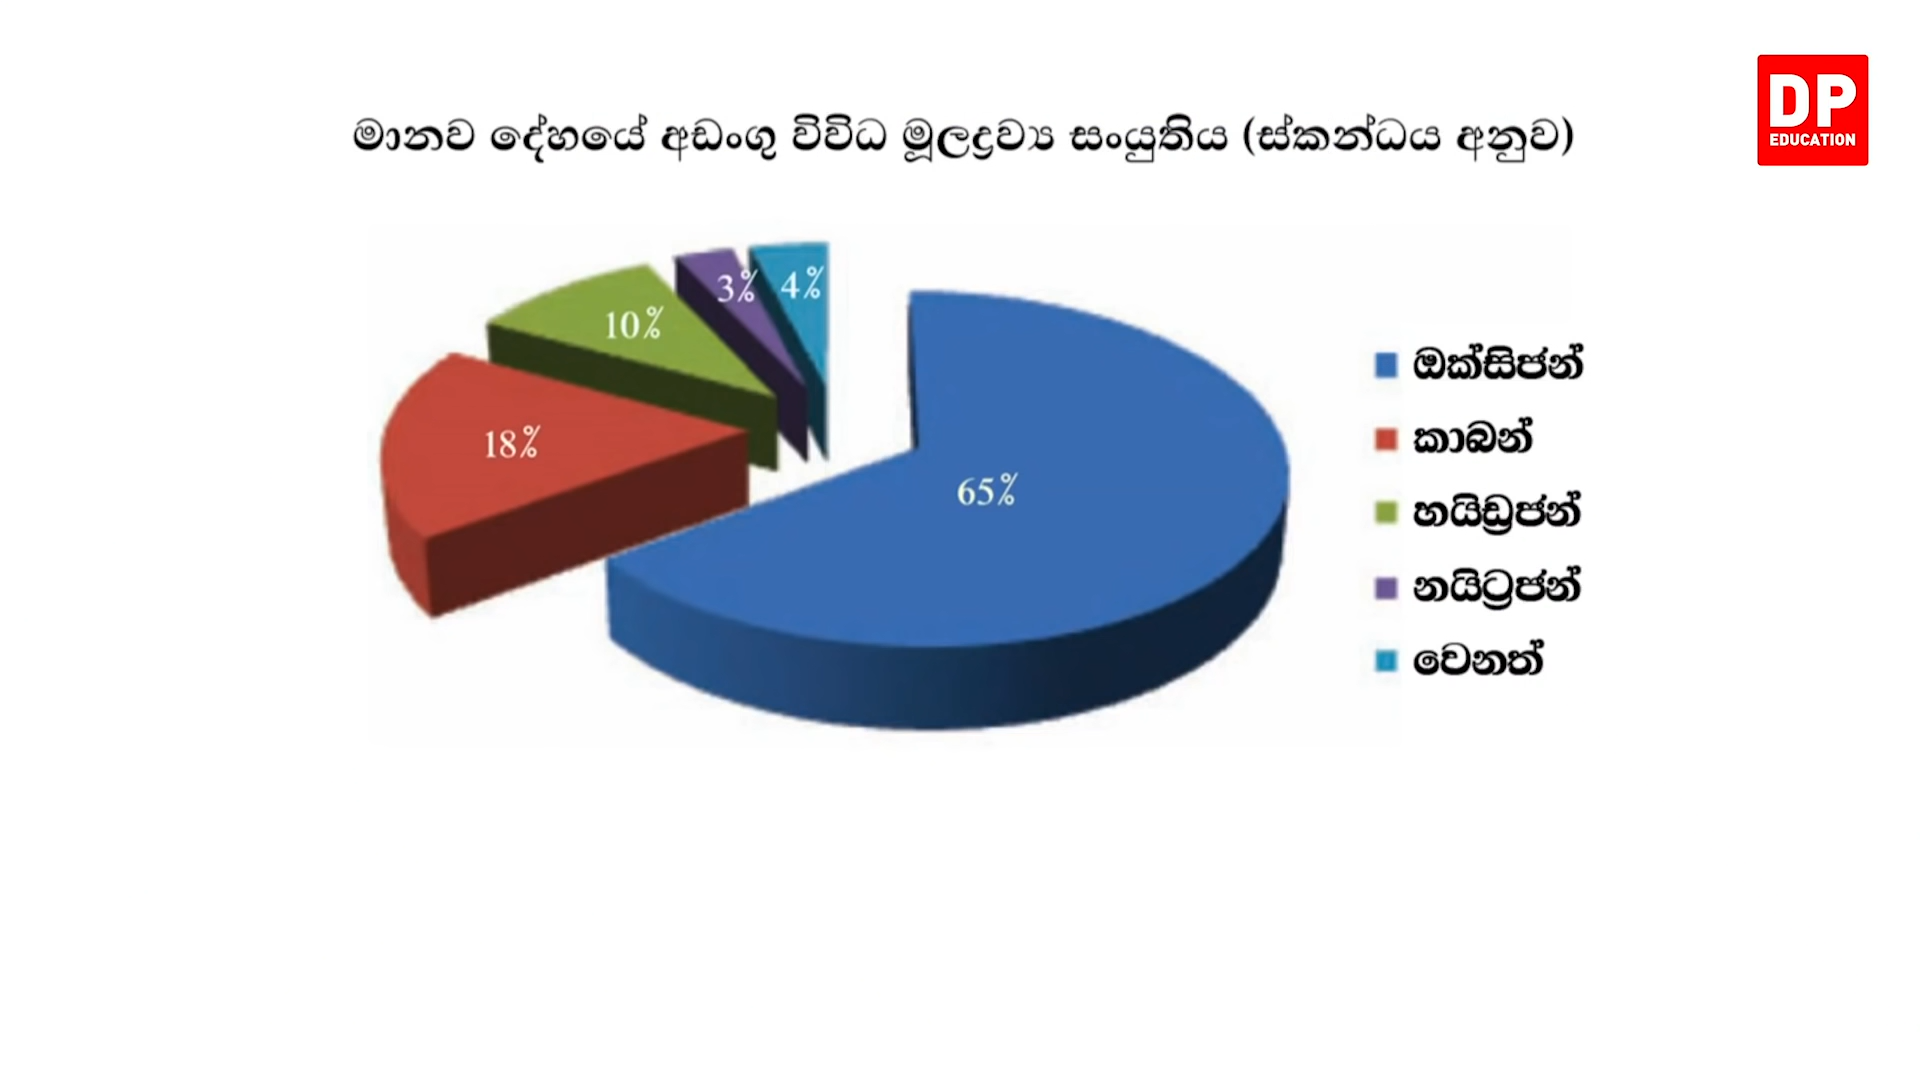 DP
EDUCATION
මානව දේහයේ අඩංගු විවිධ මූලද්‍රව්‍ය සංයුතිය (ස්කන්ධය අනුව)
3%
4%
10%
18%
65%
ඔක්සිජන්
කාබන්
හයිඩ්‍රජන්
නයිට්‍රජන්
වෙනත්